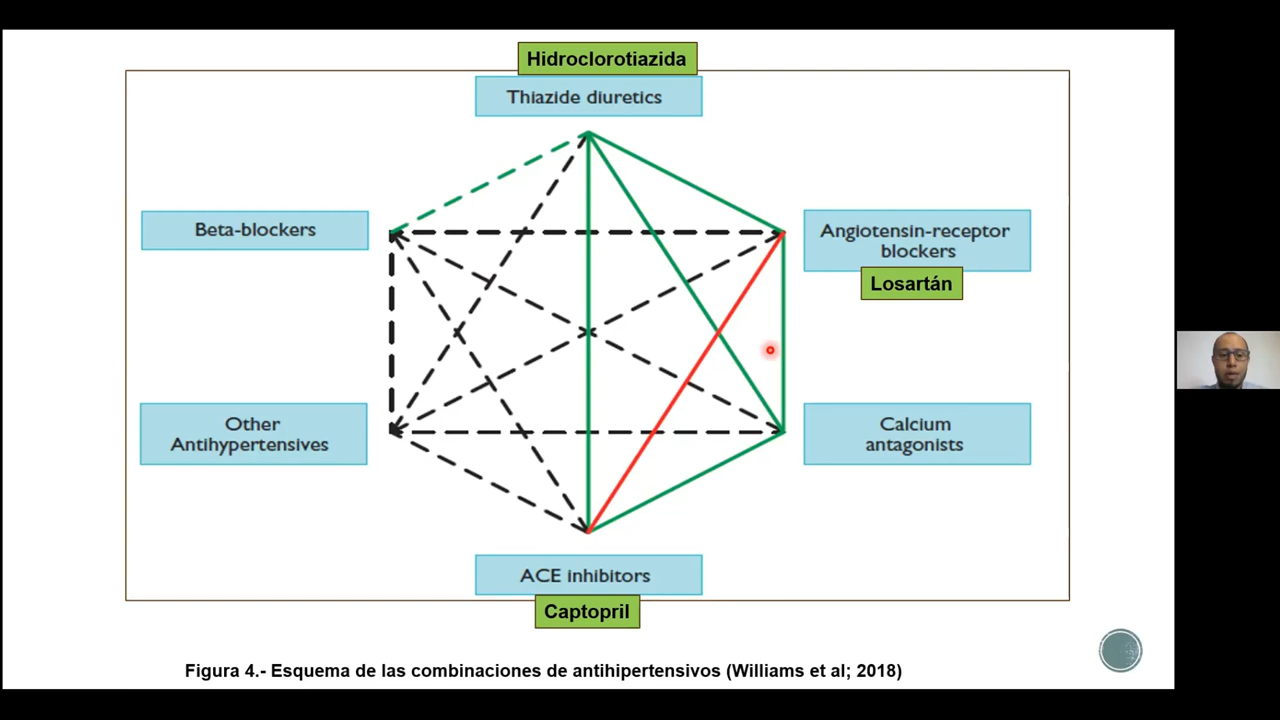 Hidroclorotiazida
Thiazide diuretics
Beta-blockers
Angiotensin-receptor
blockers
Losartán
Other
Antihypertensives
Calcium
antagonists
ACE inhibitors
Captopril
Figura 4.- Esquema de las combinaciones de antihipertensivos (Williams et al; 2018)